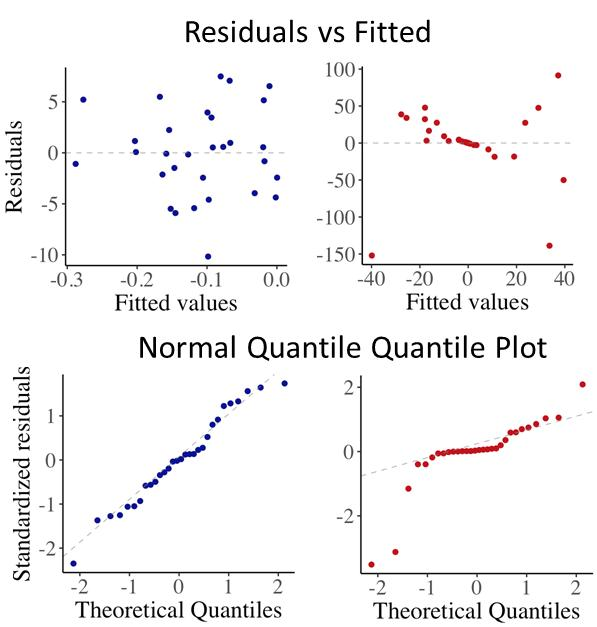 Residuals vs Fitted
Residuals
5
0
-5
-10
-0.3 -0.2 -0.1 0.0
Fitted values
100
50
0
-50
-100
-150
-40 -20 0 20 40
Fitted values
Normal Quantile Quantile Plot
Standardized residuals
1
0
-1
-2
-2 -1 0 1 2
Theoretical Quantiles
2
0
-2
-2 -1 0 1 2
Theoretical Quantiles